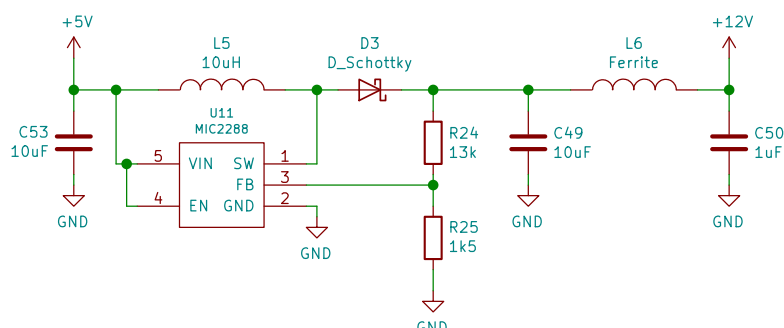 +5V
L5
10uH
D3
D_Schottky
L6
Ferrite
+12V
C53
10uF
GND
U11
MIC2288
5
VIN
SW
1
FB
3
4
EN
GND
2
GND
R24
13k
R25
1k5
GND
C49
10uF
GND
C50
1uF
GND